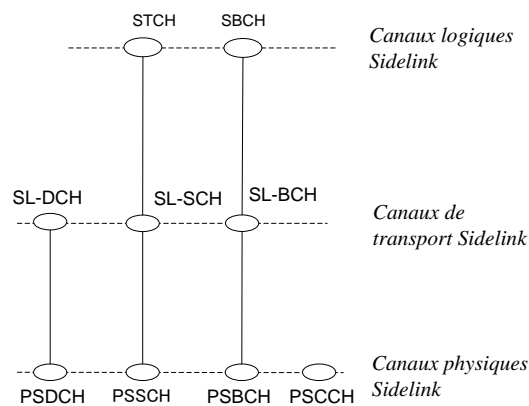 STCH SBCH
Canaux logiques
Sidelink
SL-DCH SL-SCH SL-BCH
Canaux de
transport Sidelink
Canaux physiques
Sidelink
PSDCH PSSCH PSBCH PSCCH